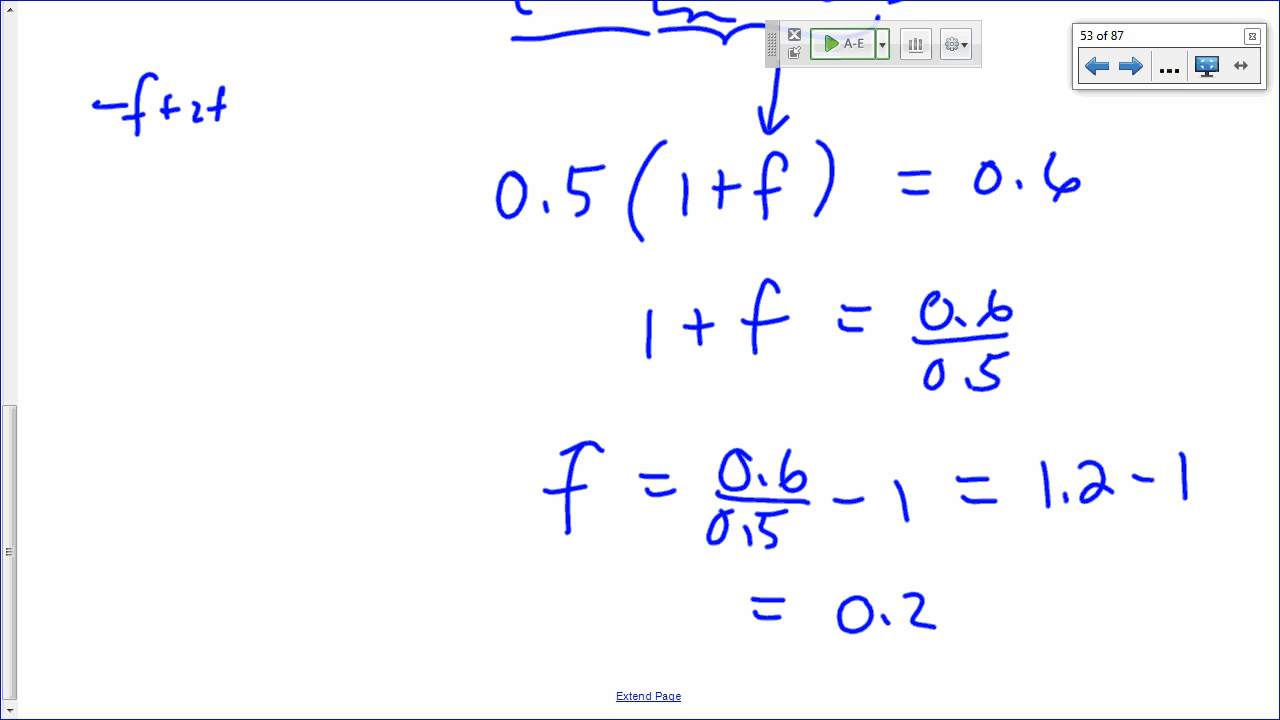 A-E
53 of 87
...
-f+2f
0.5(1+f) = 0.6
1+f = 0.6/0.5
f = 0.6/0.5 - 1 = 1.2 - 1
= 0.2
Extend Page